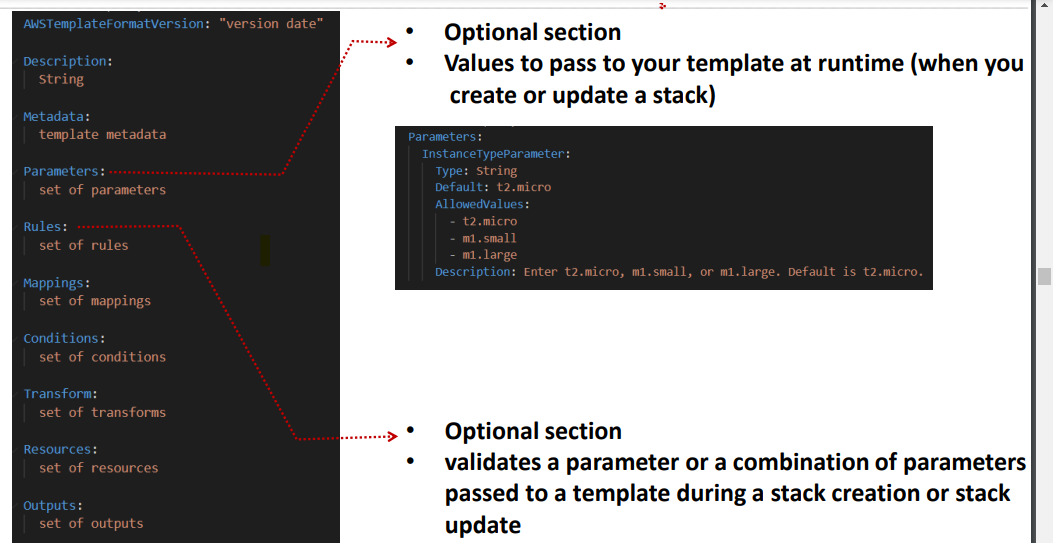 AWSTemplateFormatVersion: "version date"
Description:
String
Metadata:
template metadata
Parameters:
set of parameters
Rules:
set of rules
Mappings:
set of mappings
Conditions:
set of conditions
Transform:
set of transforms
Resources:
set of resources
Outputs:
set of outputs
• Optional section
• Values to pass to your template at runtime (when you
create or update a stack)
Parameters:
InstanceTypeParameter:
Type: String
Default: t2.micro
AllowedValues:
- t2.micro
- m1.small
- m1.large
Description: Enter t2.micro, m1.small, or m1.large. Default is t2.micro.
• Optional section
• validates a parameter or a combination of parameters
passed to a template during a stack creation or stack
update